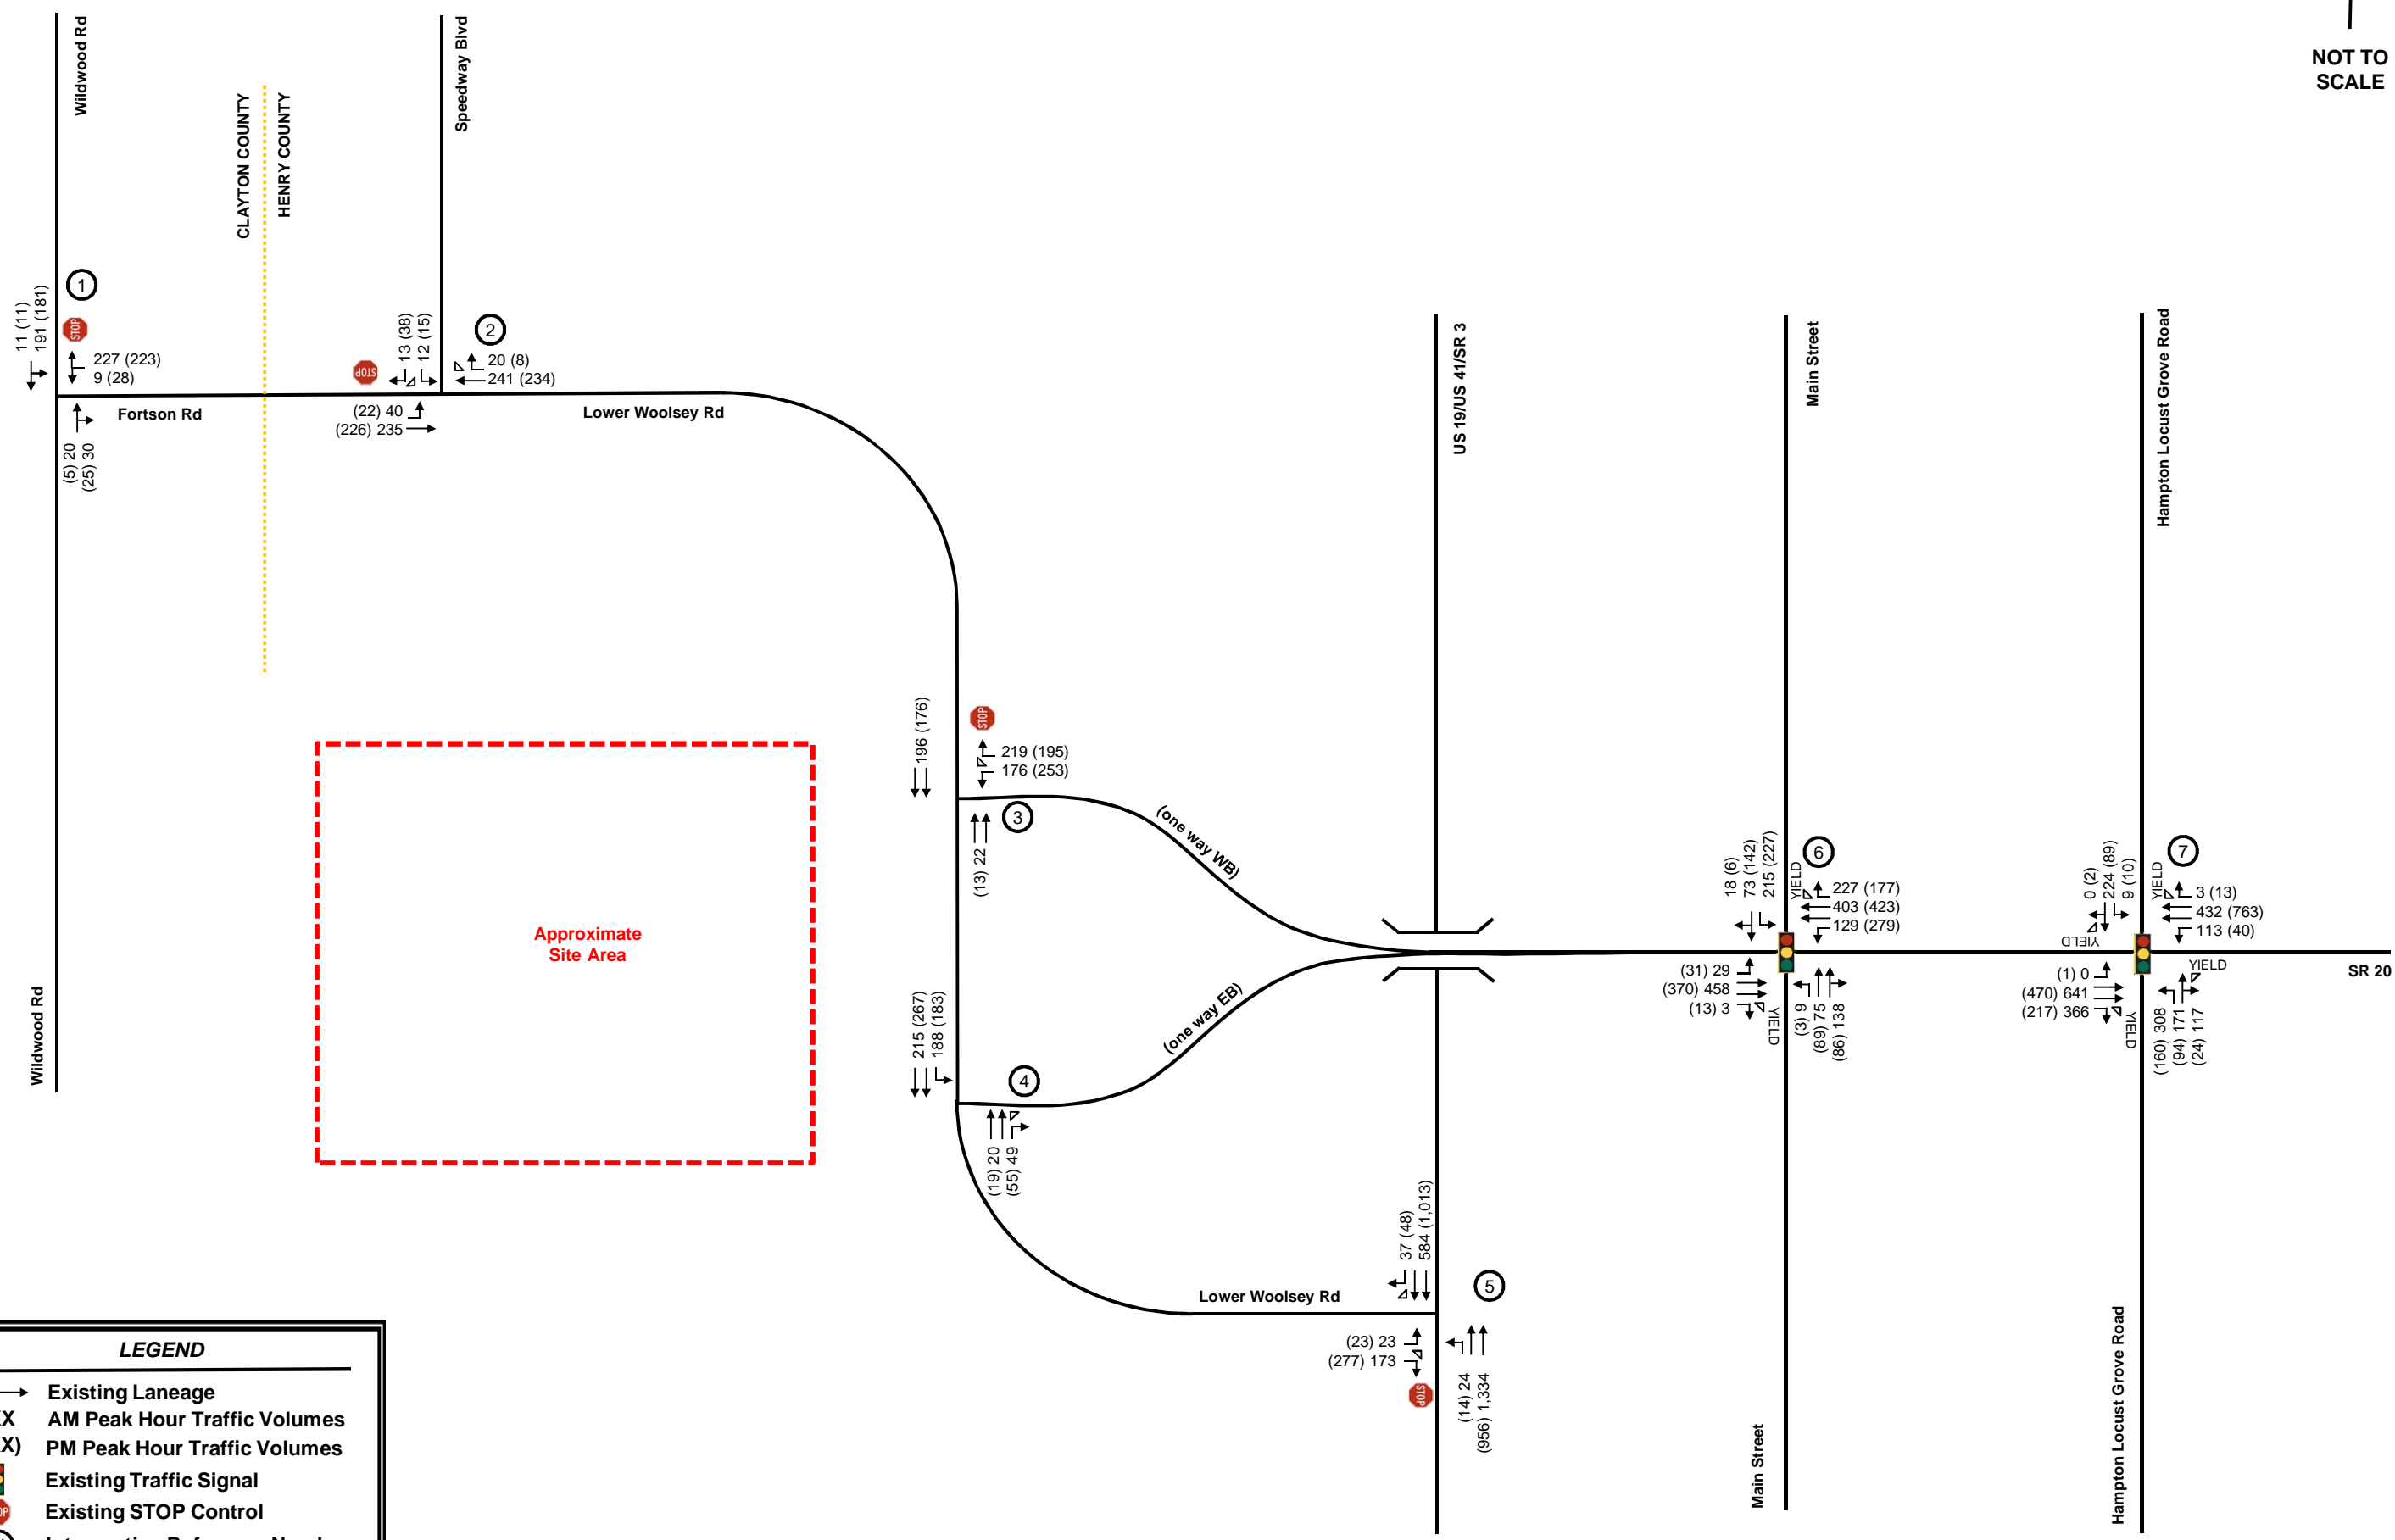 NOT TO
SCALE
Wildwood Rd
CLAYTON COUNTY
HENRY COUNTY
Speedway Blvd
11 (11)
191 (181)
1
STOP
227 (223)
9 (28)
Fortson Rd
(5) 20
(25) 30
STOP
13 (38)
12 (15)
2
20 (8)
241 (234)
(22) 40
(226) 235
Lower Woolsey Rd
US 19/US 41/SR 3
Main Street
Hampton Locust Grove Road
196 (176)
STOP
219 (195)
176 (253)
3
(13) 22
(one way WB)
Approximate
Site Area
Wildwood Rd
215 (267)
188 (183)
4
(one way EB)
(19) 20
(55) 49
18 (6)
73 (142)
215 (227)
YIELD
6
227 (177)
403 (423)
129 (279)
(31) 29
(370) 458
(13) 3
YIELD
(3) 9
(89) 75
(86) 138
0 (2)
224 (89)
9 (10)
YIELD
YIELD
7
3 (13)
432 (763)
113 (40)
(1) 0
(470) 641
(217) 366
YIELD
YIELD
(160) 308
(94) 171
(24) 117
SR 20
37 (48)
584 (1,013)
5
Lower Woolsey Rd
(23) 23
(277) 173
STOP
(14) 24
(956) 1,334
Main Street
Hampton Locust Grove Road
LEGEND
Existing Laneage
X AM Peak Hour Traffic Volumes
X) PM Peak Hour Traffic Volumes
Existing Traffic Signal
OP Existing STOP Control